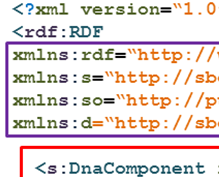 <?xml version=“1.0
<rdf:RDF
xmlns:rdf=“http://
xmlns:s=“http://sb
xmlns:so=“http://p
xmlns:d=“http://sb
<s:DnaComponent